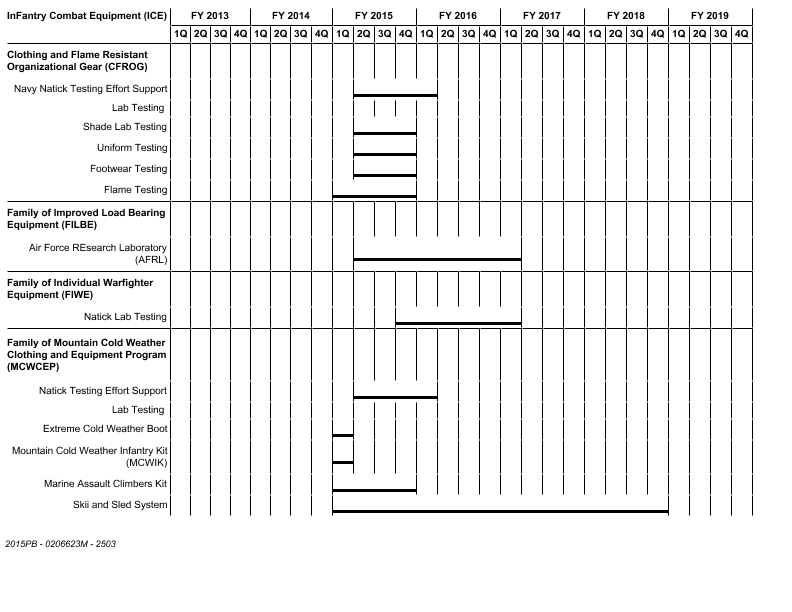 InFantry Combat Equipment (ICE) FY 2013 FY 2014 FY 2015 FY 2016 FY 2017 FY 2018 FY 2019
1Q 2Q 3Q 4Q 1Q 2Q 3Q 4Q 1Q 2Q 3Q 4Q 1Q 2Q 3Q 4Q 1Q 2Q 3Q 4Q 1Q 2Q 3Q 4Q 1Q 2Q 3Q 4Q
Clothing and Flame Resistant
Organizational Gear (CFROG)
Navy Natick Testing Effort Support
Lab Testing
Shade Lab Testing
Uniform Testing
Footwear Testing
Flame Testing
Family of Improved Load Bearing
Equipment (FILBE)
Air Force REsearch Laboratory
(AFRL)
Family of Individual Warfighter
Equipment (FIWE)
Natick Lab Testing
Family of Mountain Cold Weather
Clothing and Equipment Program
(MCWCEP)
Natick Testing Effort Support
Lab Testing
Extreme Cold Weather Boot
Mountain Cold Weather Infantry Kit
(MCWIK)
Marine Assault Climbers Kit
Skii and Sled System
2015PB - 0206623M - 2503